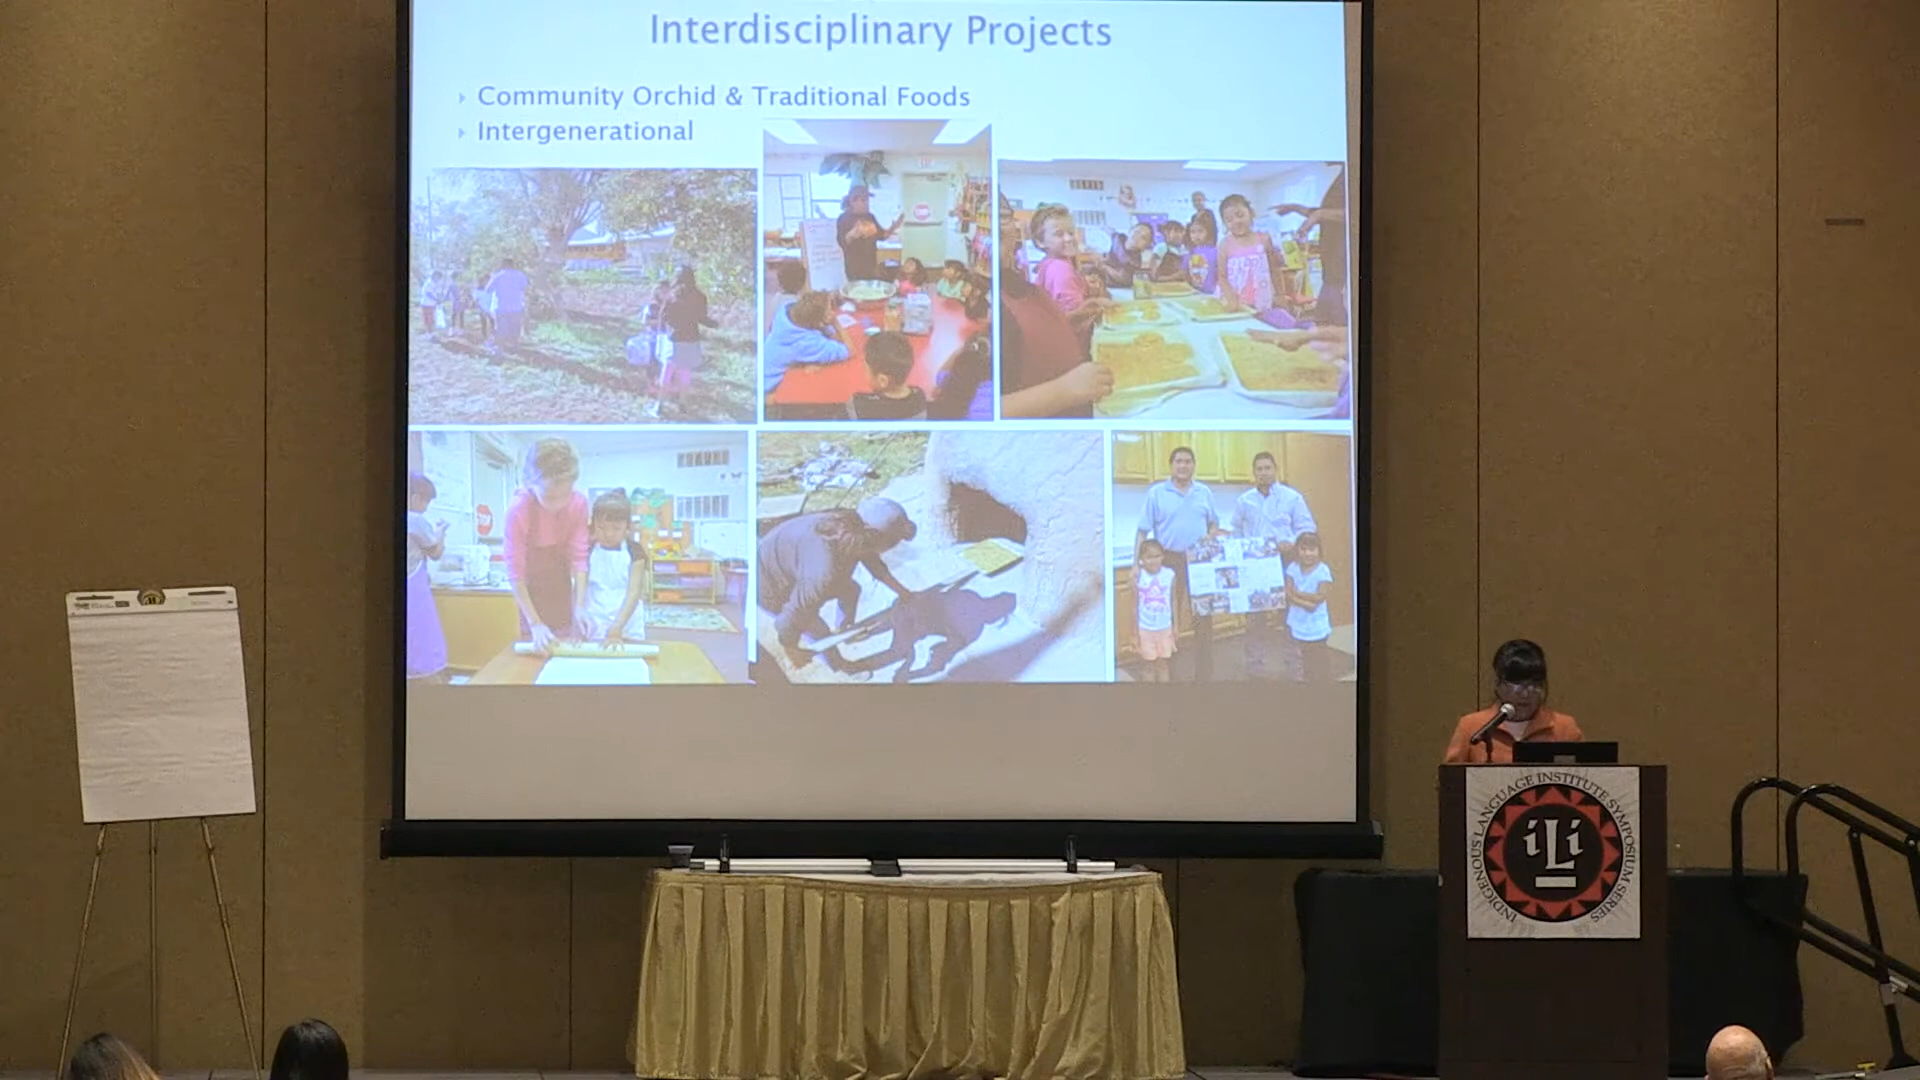 Interdisciplinary Projects
Community Orchid & Traditional Foods
Intergenerational
INDIGENOUS LANGUAGE INSTITUTE SYMPOSIUM SERIES
iLi